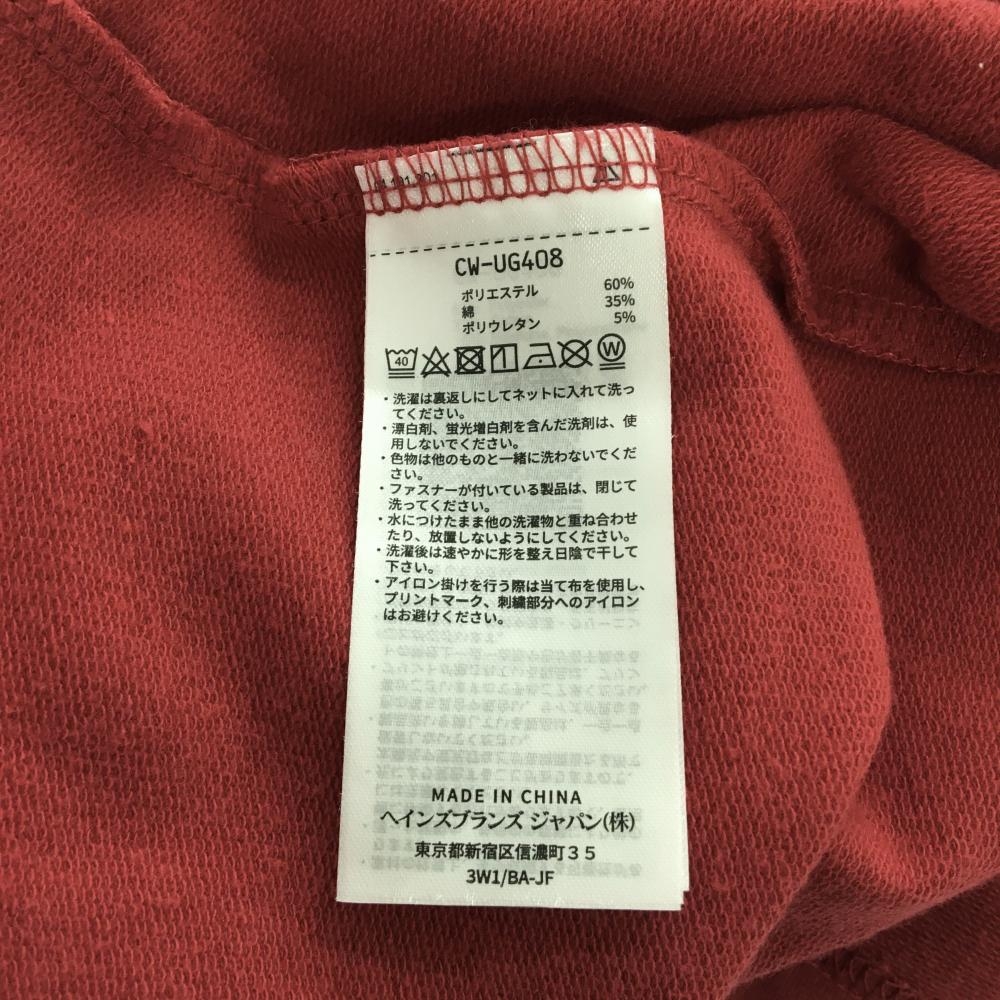 CW-UG408
ポリエステル 60%
綿 35%
ポリウレタン 5%
40 W
・洗濯は裏返しにしてネットに入れて洗っ
てください。
・漂白剤、蛍光増白剤を含んだ洗剤は、使
用しないでください。
・色物は他のものと一緒に洗わないでくだ
さい。
・ファスナーが付いている製品は、閉じて
洗ってください。
・水につけたまま他の洗濯物と重ね合わせ
たり、放置しないようにしてください。
・洗濯後は速やかに形を整え日陰で干して
下さい。
・アイロン掛けを行う際は当て布を使用し、
プリントマーク、刺繍部分へのアイロン
はお避けください。
MADE IN CHINA
ヘインズブランズ ジャパン(株)
東京都新宿区信濃町35
3W1/BA-JF